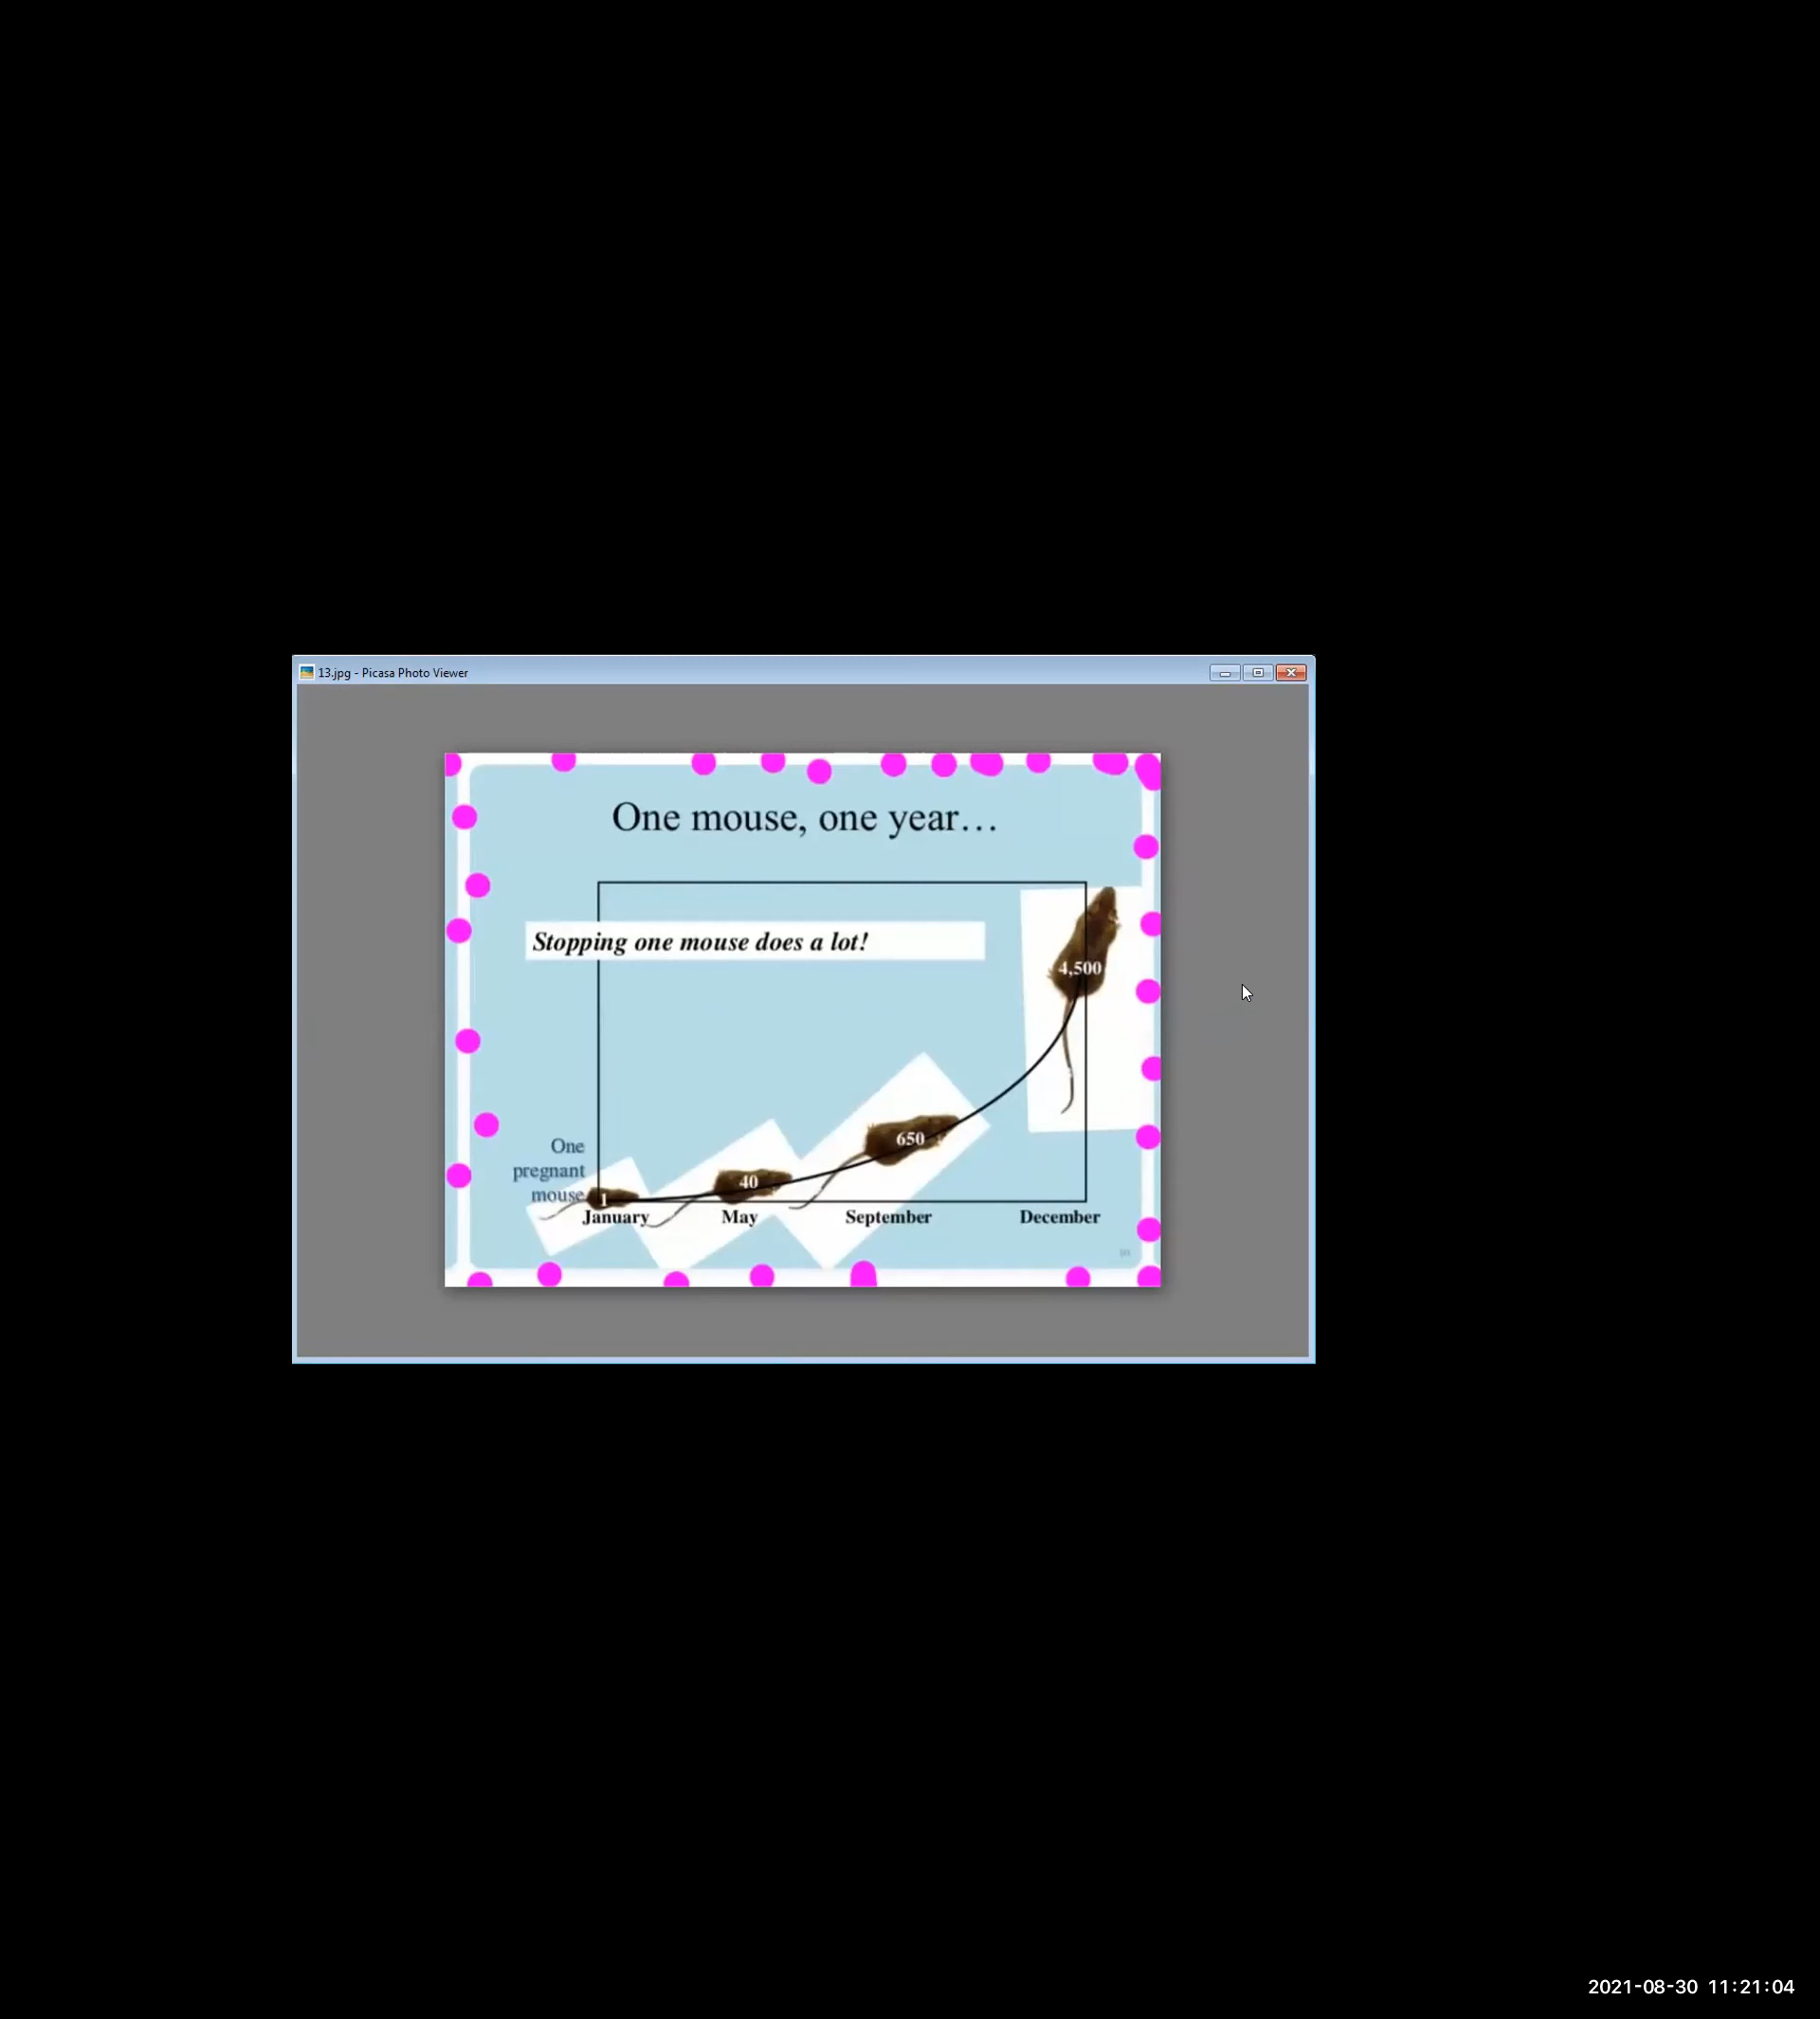 13.jpg - Picasa Photo Viewer
One mouse, one year…
Stopping one mouse does a lot!
4,500
650
40
1
One
pregnant
mouse
January May September December
2021-08-30 11:21:04